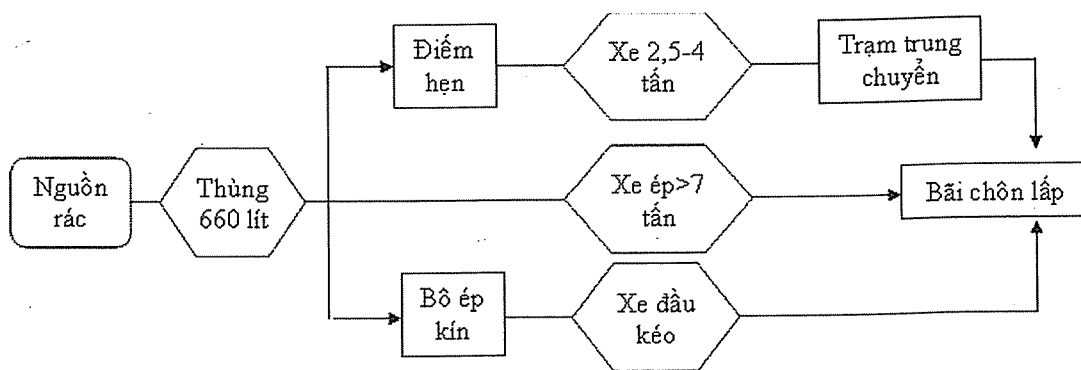 Điếm
hẹn
Xe 2,5-4
tấn
Trạm trung
chuyển
Nguồn
rác
Thùng
660 lít
Xe ép>7
tấn
Bãi chôn lấp
Bô ép
kín
Xe đầu
kéo